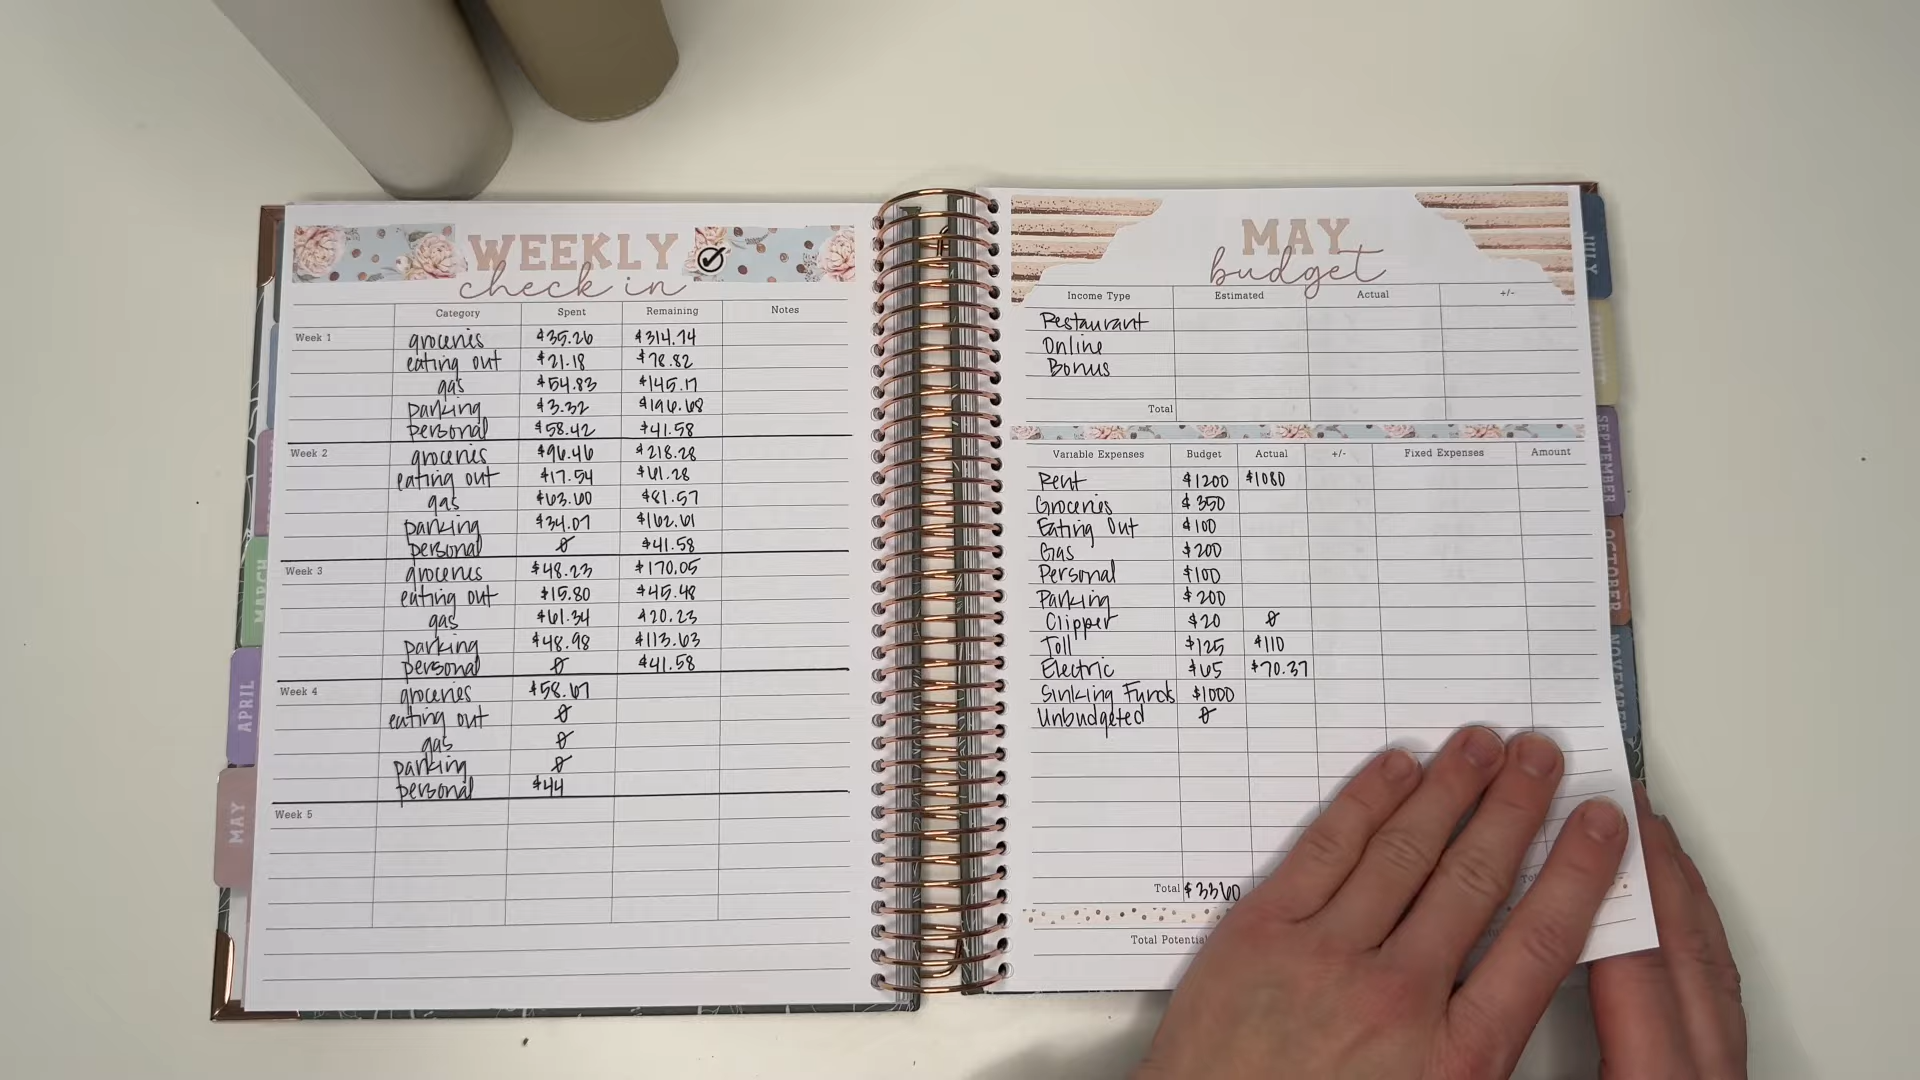 WEEKLY
check in
Category Spent Remaining Notes
Week 1 groceries $35.26 $314.74
eating out $21.18 $78.82
gas $54.83 $145.17
parking $3.32 $196.68
personal $58.42 $41.58
Week 2 groceries $96.46 $218.28
eating out $17.54 $61.28
gas $63.60 $81.57
parking $34.07 $162.61
personal 0 $41.58
Week 3 groceries $48.23 $170.05
eating out $15.80 $45.48
gas $61.34 $20.23
parking $48.98 $113.63
personal 0 $41.58
Week 4 groceries $58.67
eating out 0
gas 0
parking 0
personal $44
Week 5
MARCH
APRIL
MAY
MAY
budget
Income Type Estimated Actual +/-
Restaurant
Online
Bonus
Total
Variable Expenses Budget Actual +/- Fixed Expenses Amount
Rent $1200 $1080
Groceries $350
Eating Out $100
Gas $200
Personal $100
Parking $200
Clipper $20 0
Toll $125 $110
Electric $65 $70.37
Sinking Funds $1000
Unbudgeted 0
Total $3360
Total
JULY
SEPTEMBER
OCTOBER
NOVEMBER